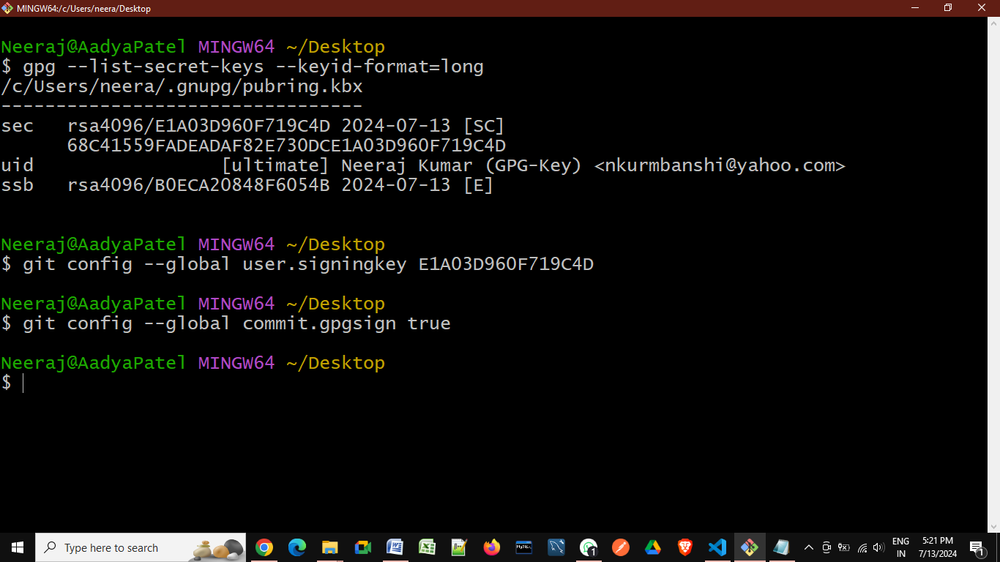 MINGW64:/c/Users/neera/Desktop
Neeraj@AadyaPatel MINGW64 ~/Desktop
$ gpg --list-secret-keys --keyid-format=long
/c/Users/neera/.gnupg/pubring.kbx
---------------------------------
sec   rsa4096/E1A03D960F719C4D 2024-07-13 [SC]
      68C41559FADEADAF82E730DCE1A03D960F719C4D
uid                 [ultimate] Neeraj Kumar (GPG-Key) <nkurmbanshi@yahoo.com>
ssb   rsa4096/B0ECA20848F6054B 2024-07-13 [E]
Neeraj@AadyaPatel MINGW64 ~/Desktop
$ git config --global user.signingkey E1A03D960F719C4D
Neeraj@AadyaPatel MINGW64 ~/Desktop
$ git config --global commit.gpgsign true
Neeraj@AadyaPatel MINGW64 ~/Desktop
$
Type here to search
MySQL
1
ENG
IN
5:21 PM
7/13/2024
1